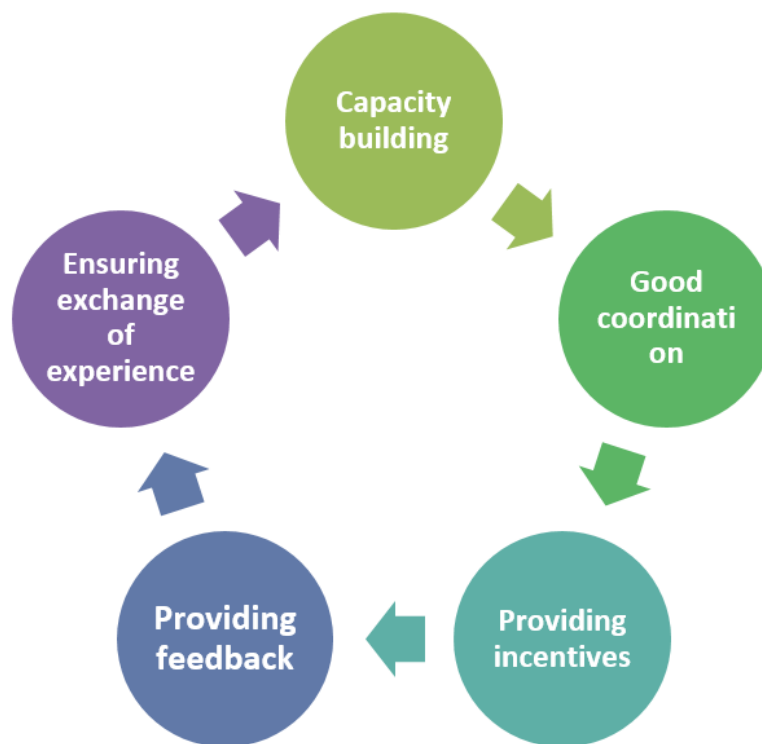 Capacity
building
Good
coordinati
on
Providing
incentives
Providing
feedback
Ensuring
exchange
of
experience